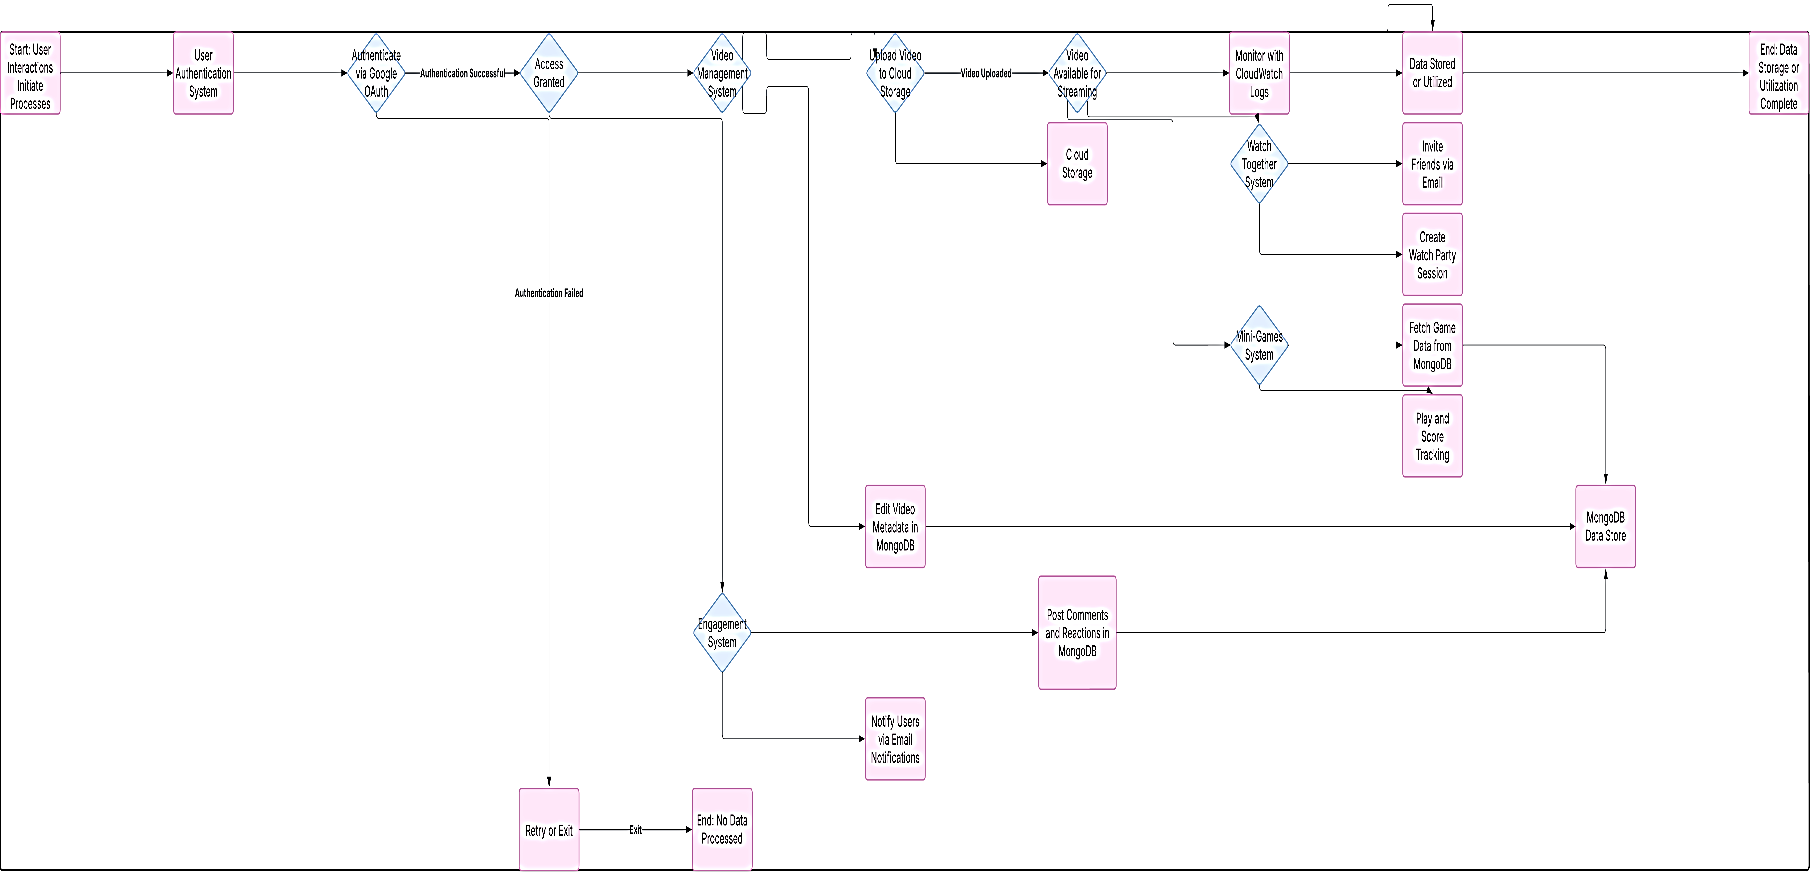 Start: User
Interactions
Initiate
Processes
User
Authentication
System
Authenticate
via Google
OAuth
Authentication Successful
Access
Granted
Video
Management
System
Upload Video
to Cloud
Storage
Video Uploaded
Video
Available for
Streaming
Monitor with
CloudWatch
Logs
Data Stored
or Utilized
End: Data
Storage or
Utilization
Complete
Cloud
Storage
Watch
Together
System
Invite
Friends via
Email
Create
Watch Party
Session
Authentication Failed
Mini-Games
System
Fetch Game
Data from
MongoDB
Play and
Score
Tracking
Edit Video
Metadata in
MongoDB
MongoDB
Data Store
Engagement
System
Post Comments
and Reactions in
MongoDB
Notify Users
via Email
Notifications
Retry or Exit
Exit
End: No Data
Processed